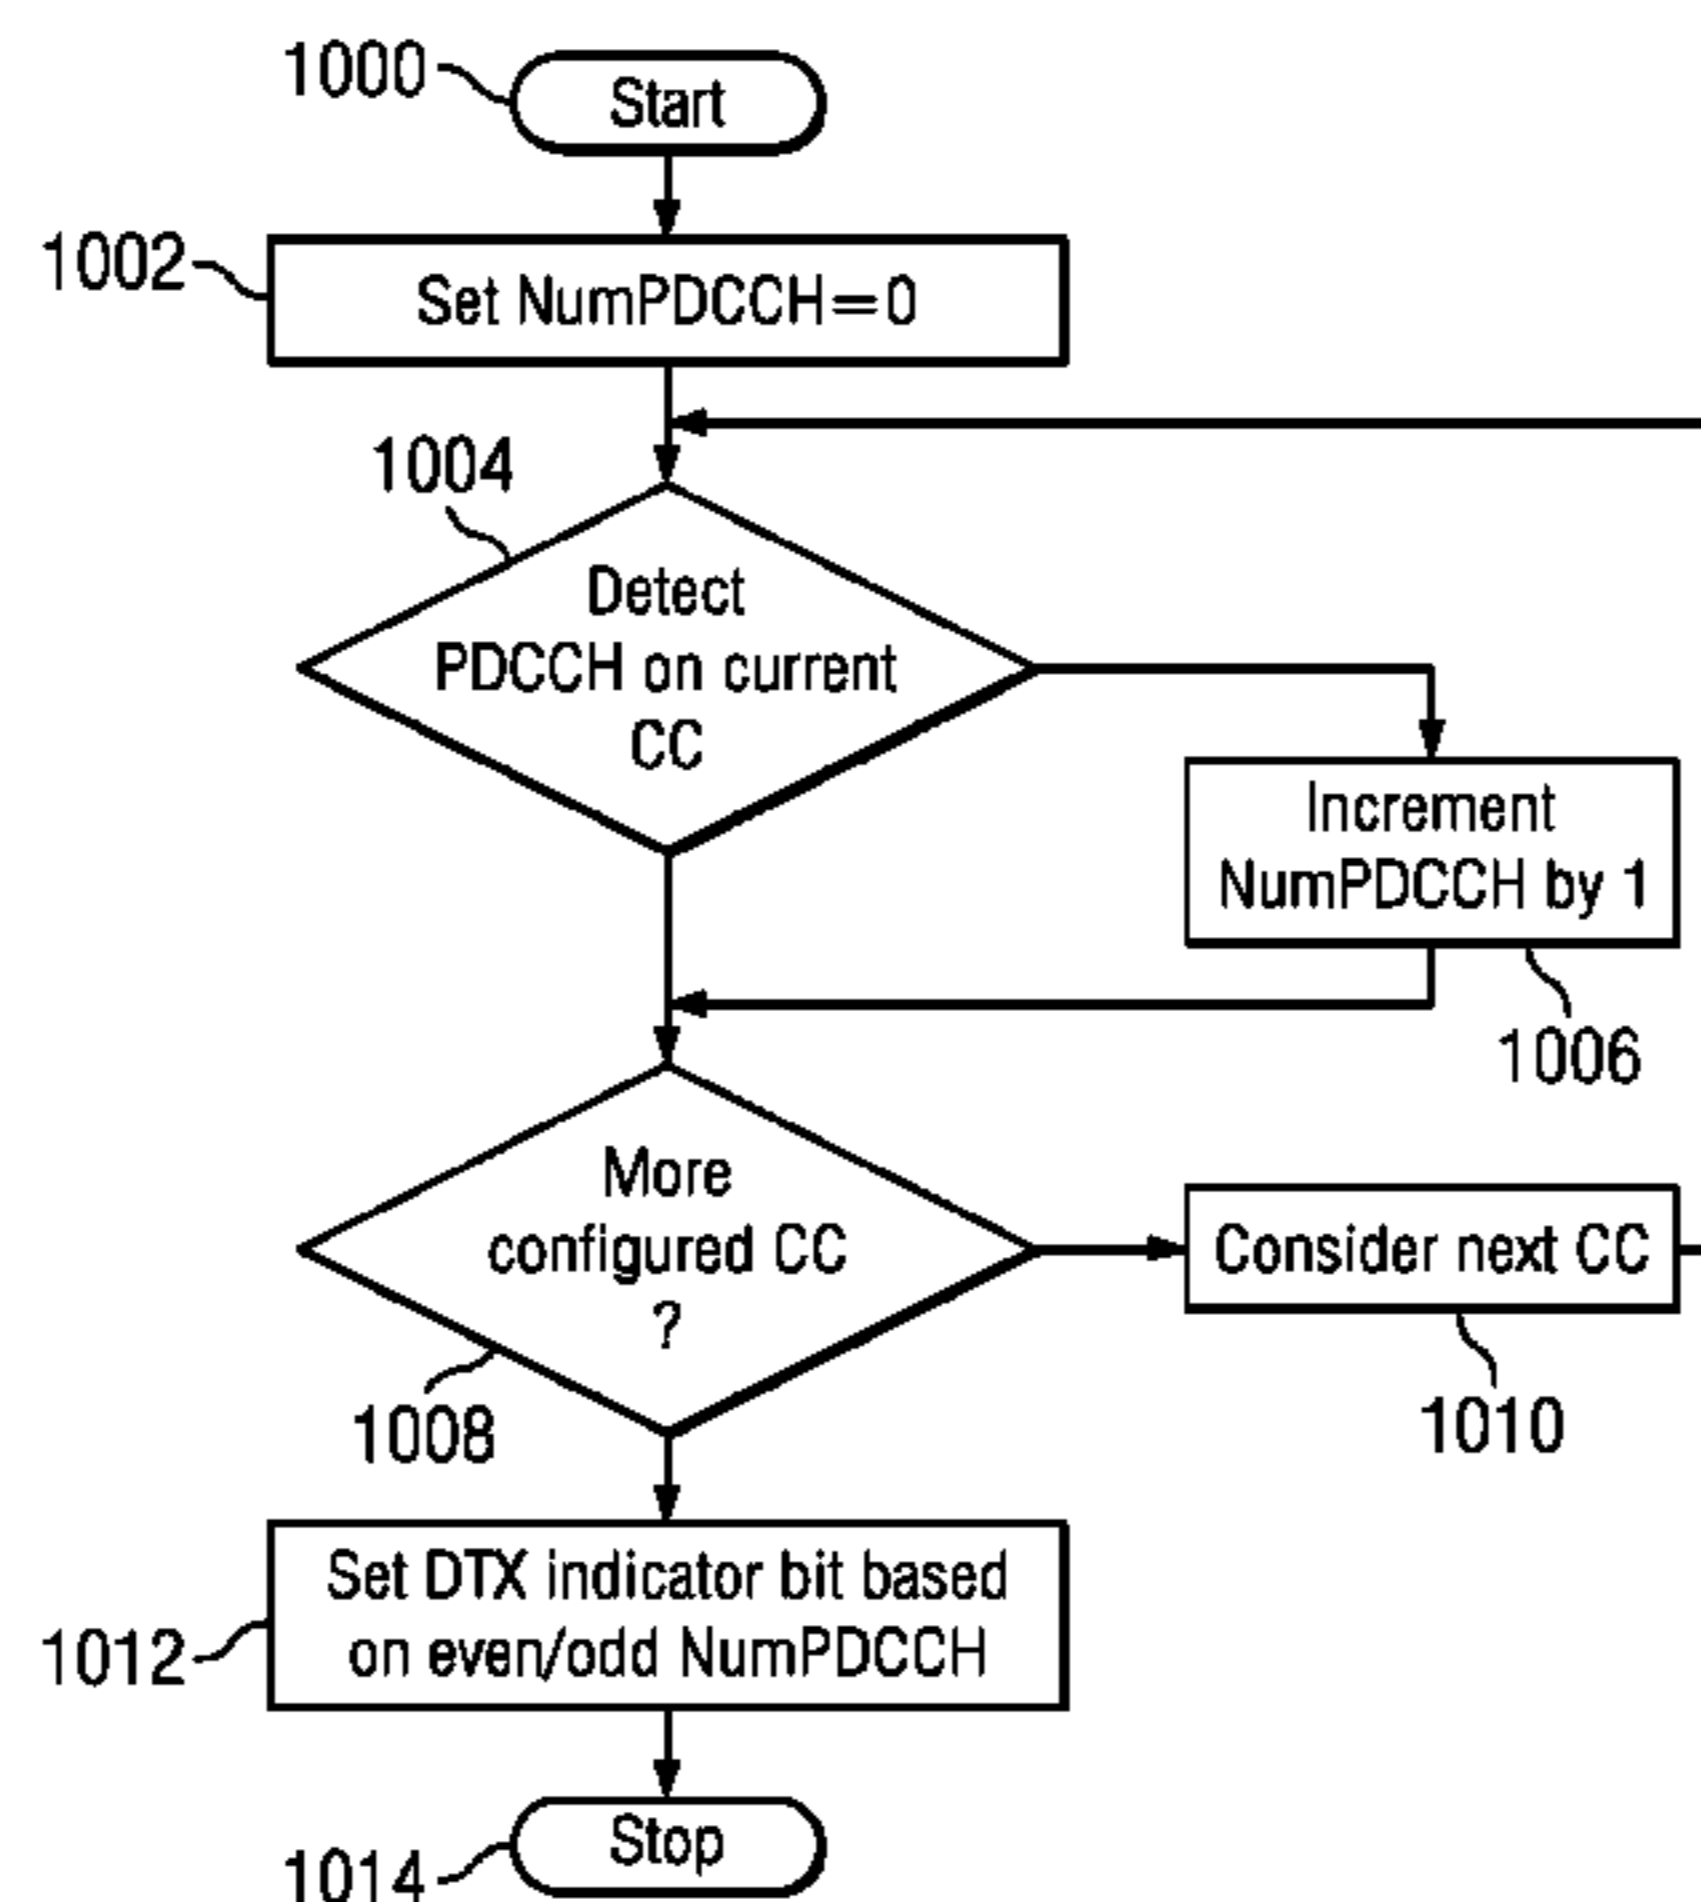 1000
Start
1002
Set NumPDCCH=0
1004
Detect
PDCCH on current
CC
Increment
NumPDCCH by 1
1006
More
configured CC
?
Consider next CC
1008
1010
Set DTX indicator bit based
on even/odd NumPDCCH
1012
Stop
1014